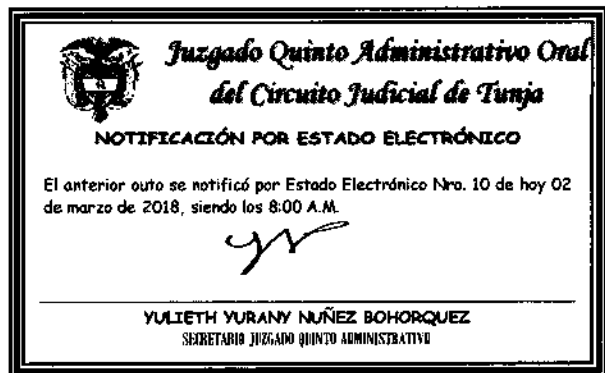 Juzgado Quinto Administrativo Oral
del Circuito Judicial de Tunja
NOTIFICACIÓN POR ESTADO ELECTRÓNICO
El anterior auto se notificó por Estado Electrónico Nro. 10 de hoy 02
de marzo de 2018, siendo las 8:00 A.M.
YULIETH YURANY NUÑEZ BOHORQUEZ
SECRETARIO JUZGADO QUINTO ADMINISTRATIVO